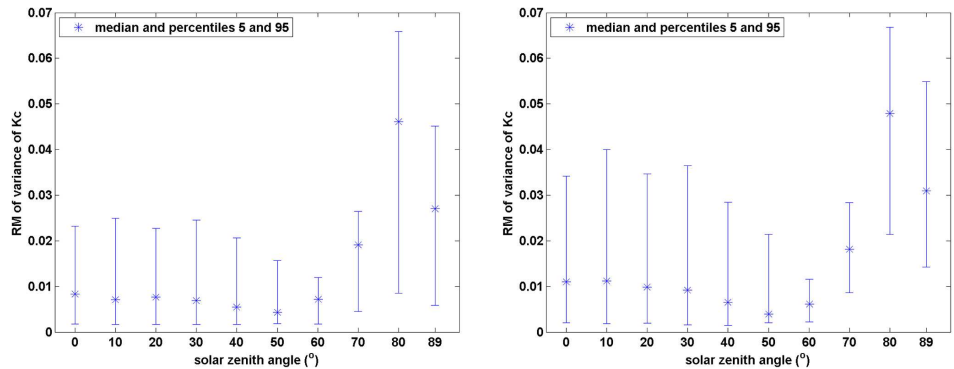 0.07
0.06
0.05
0.04
0.03
0.02
0.01
0
RM of variance of Kc
median and percentiles 5 and 95
0 10 20 30 40 50 60 70 80 89
solar zenith angle (º)
0.07
0.06
0.05
0.04
0.03
0.02
0.01
0
RM of variance of Kc
median and percentiles 5 and 95
0 10 20 30 40 50 60 70 80 89
solar zenith angle (º)